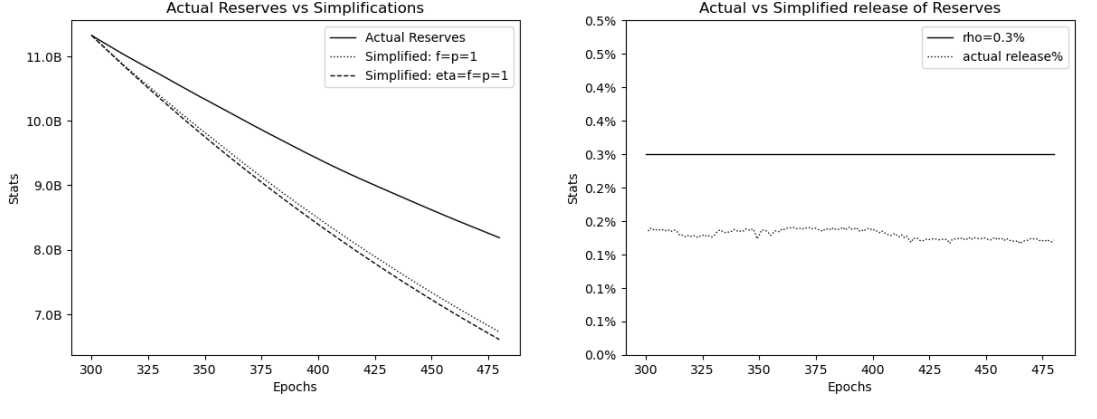 Actual Reserves vs Simplifications
Actual Reserves
Simplified: f=p=1
Simplified: eta=f=p=1
11.0B
10.0B
9.0B
8.0B
7.0B
Stats
300 325 350 375 400 425 450 475
Epochs
Actual vs Simplified release of Reserves
rho=0.3%
actual release%
0.5%
0.5%
0.4%
0.4%
0.3%
0.2%
0.2%
0.1%
0.1%
0.1%
0.0%
Stats
300 325 350 375 400 425 450 475
Epochs